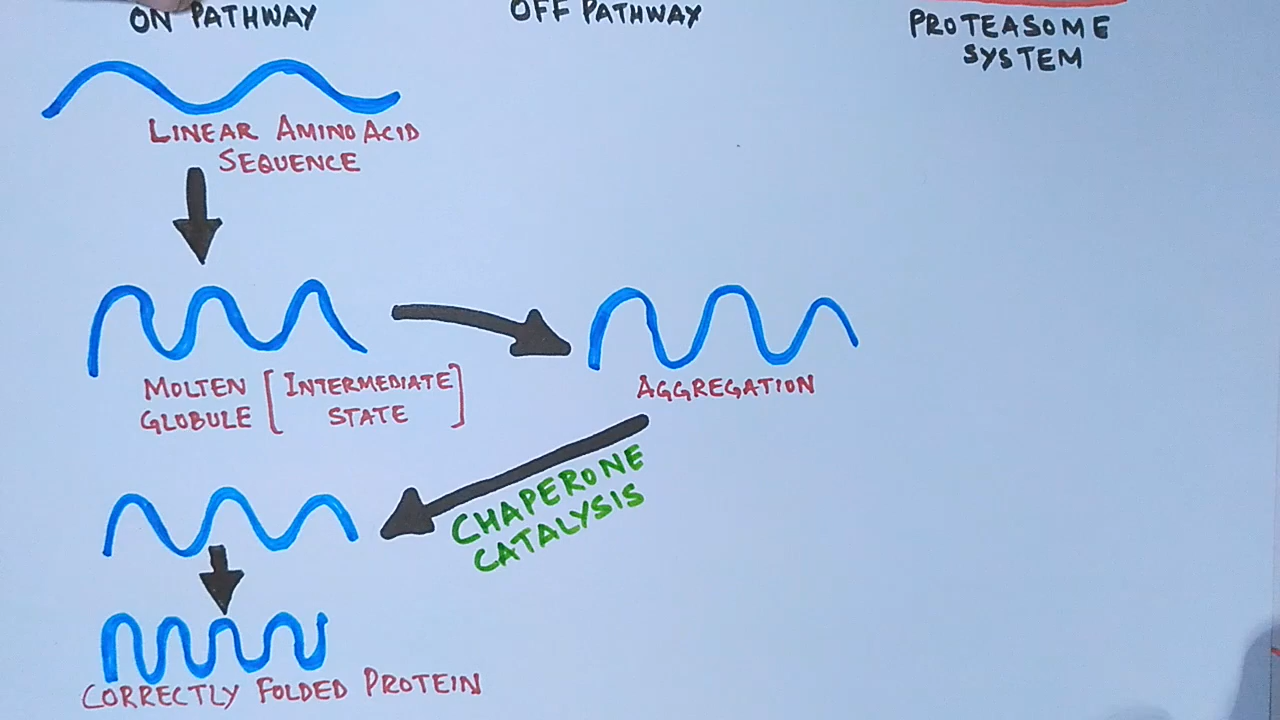 ON PATHWAY
OFF PATHWAY
PROTEASOME
SYSTEM
LINEAR AMINO ACID
SEQUENCE
MOLTEN [INTERMEDIATE]
GLOBULE [STATE]
AGGREGATION
CHAPERONE
CATALYSIS
CORRECTLY FOLDED PROTEIN